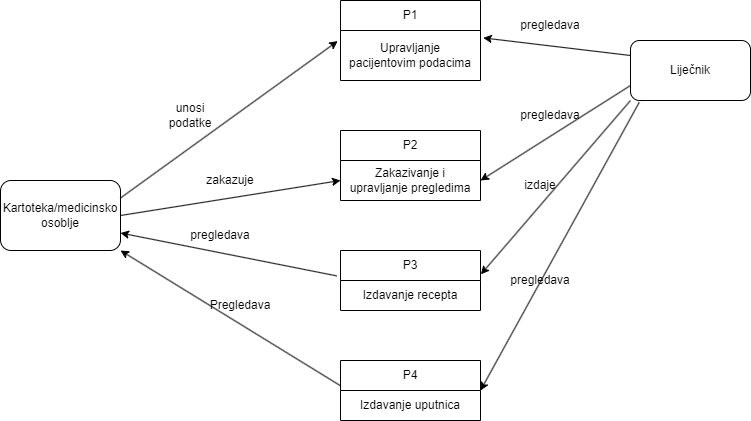 P1
Upravljanje
pacijentovim podacima
pregledava
Liječnik
unosi
podatke
pregledava
P2
Zakazivanje i
upravljanje pregledima
zakazuje
izdaje
Kartoteka/medicinsko
osoblje
pregledava
P3
Izdavanje recepta
pregledava
Pregledava
P4
Izdavanje uputnica